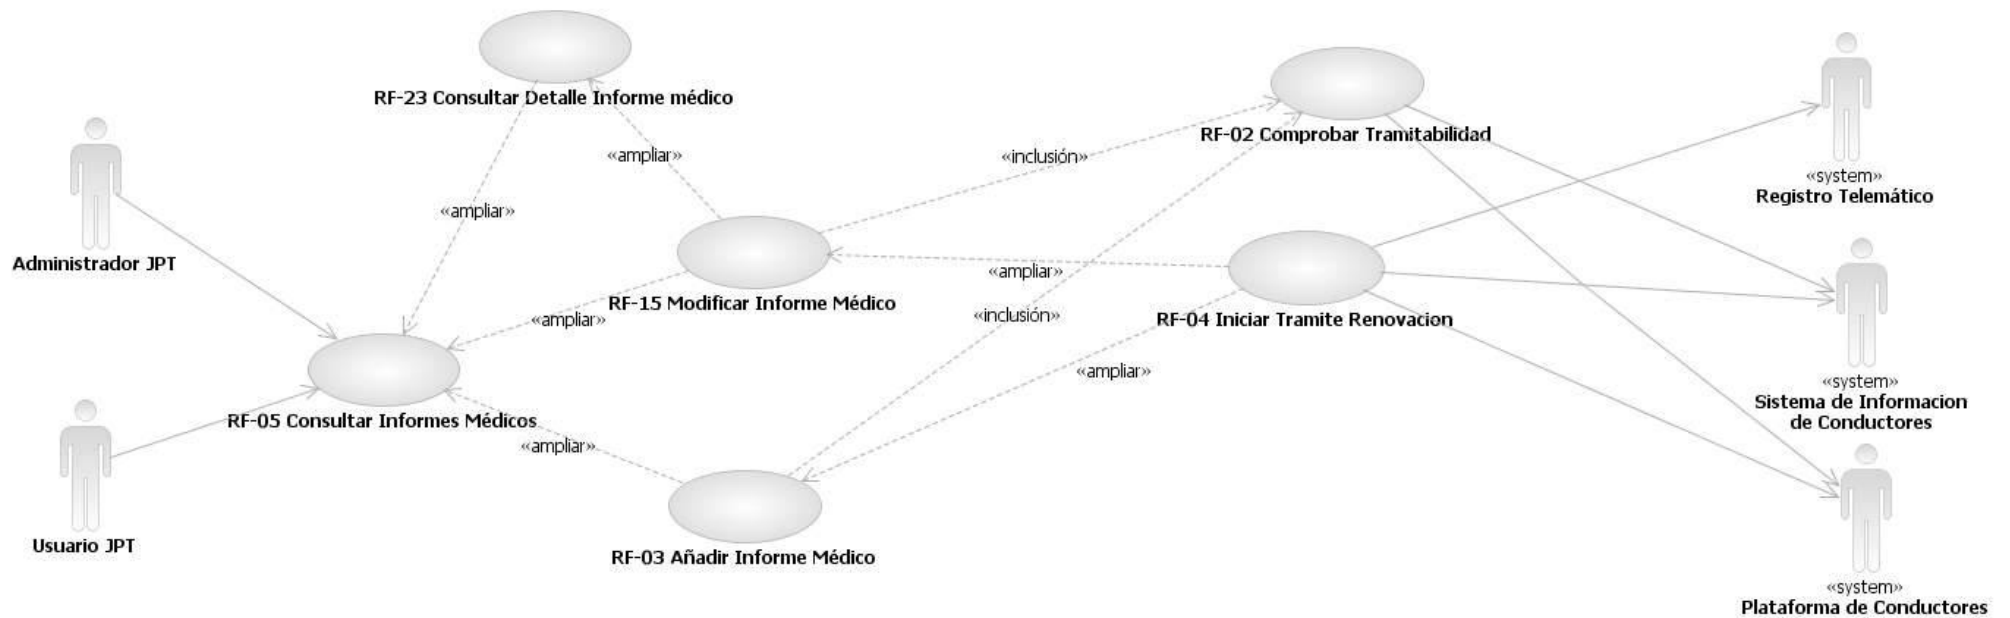 RF-23 Consultar Detalle Informe médico
RF-02 Comprobar Tramitabilidad
«ampliar»
«inclusión»
«system»
Registro Telemático
«ampliar»
Administrador JPT
«ampliar»
RF-15 Modificar Informe Médico
«ampliar»
«inclusión»
RF-04 Iniciar Tramite Renovacion
«ampliar»
«system»
Sistema de Informacion
de Conductores
RF-05 Consultar Informes Médicos
«ampliar»
Usuario JPT
RF-03 Añadir Informe Médico
«system»
Plataforma de Conductores